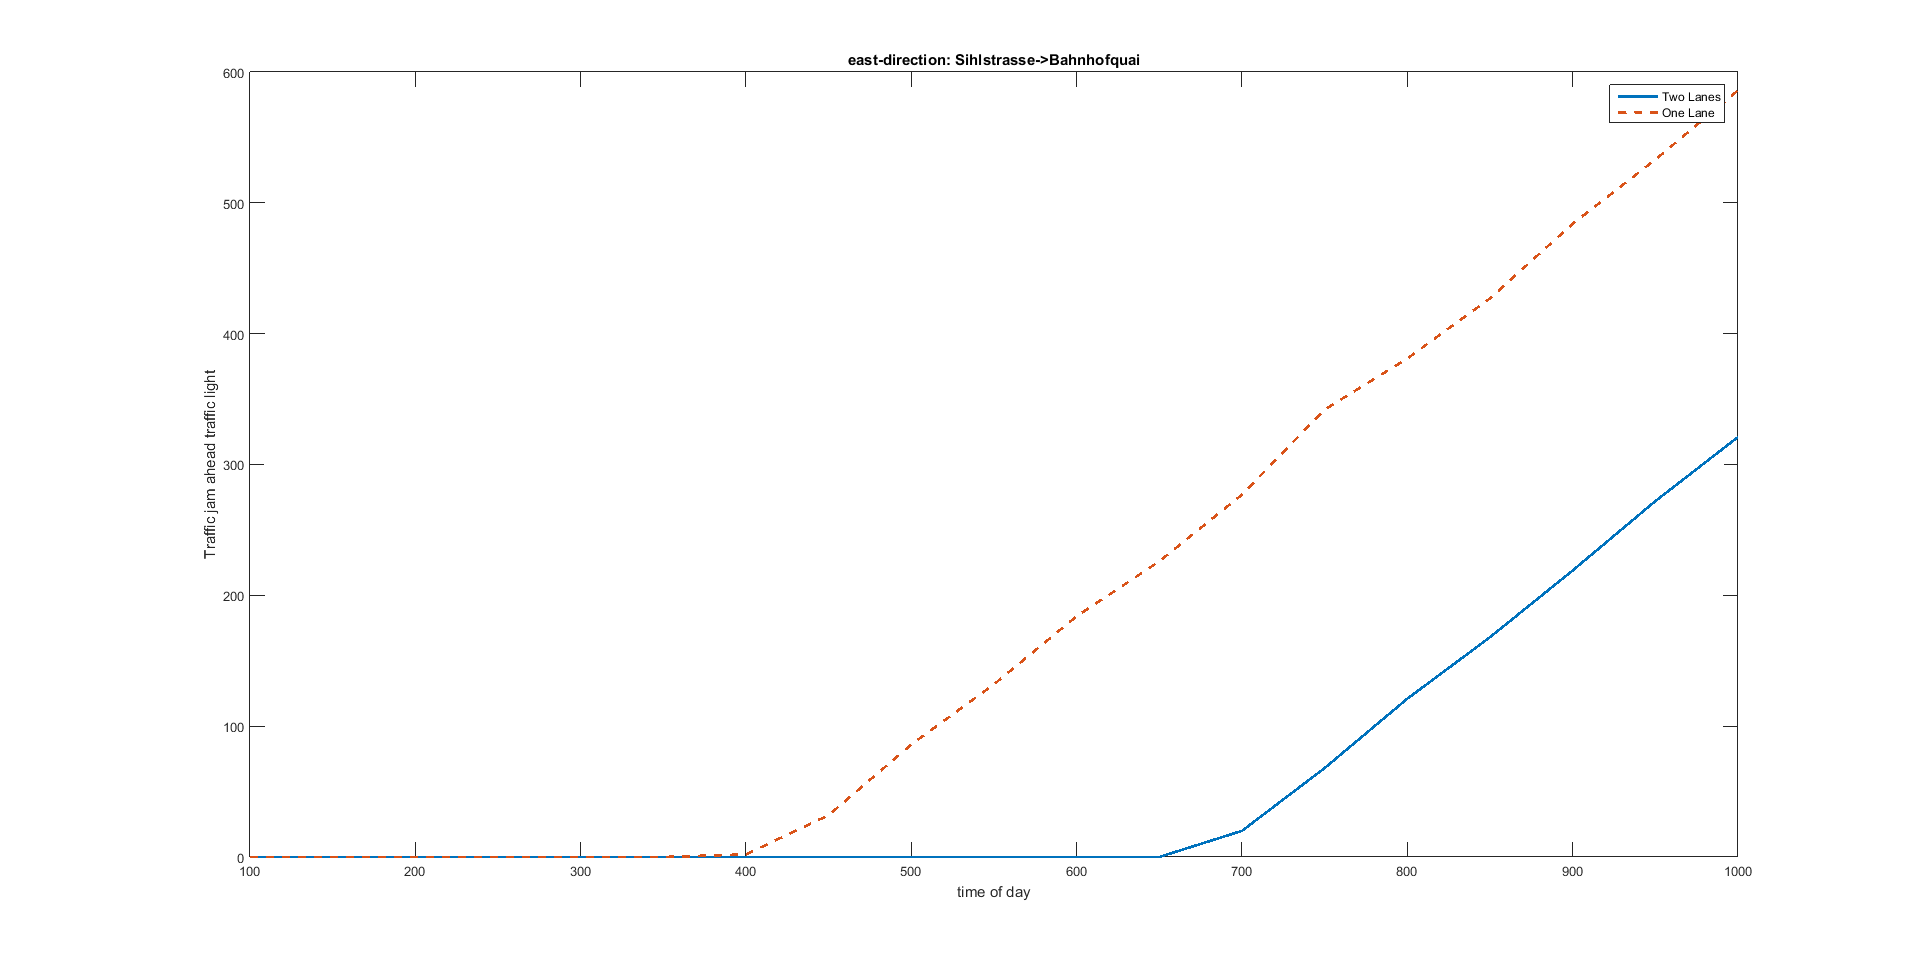 east-direction: Sihlstrasse->Bahnhofquai
600
500
400
300
200
100
0
Traffic jam ahead traffic light
Two Lanes
One Lane
100 200 300 400 500 600 700 800 900 1000
time of day